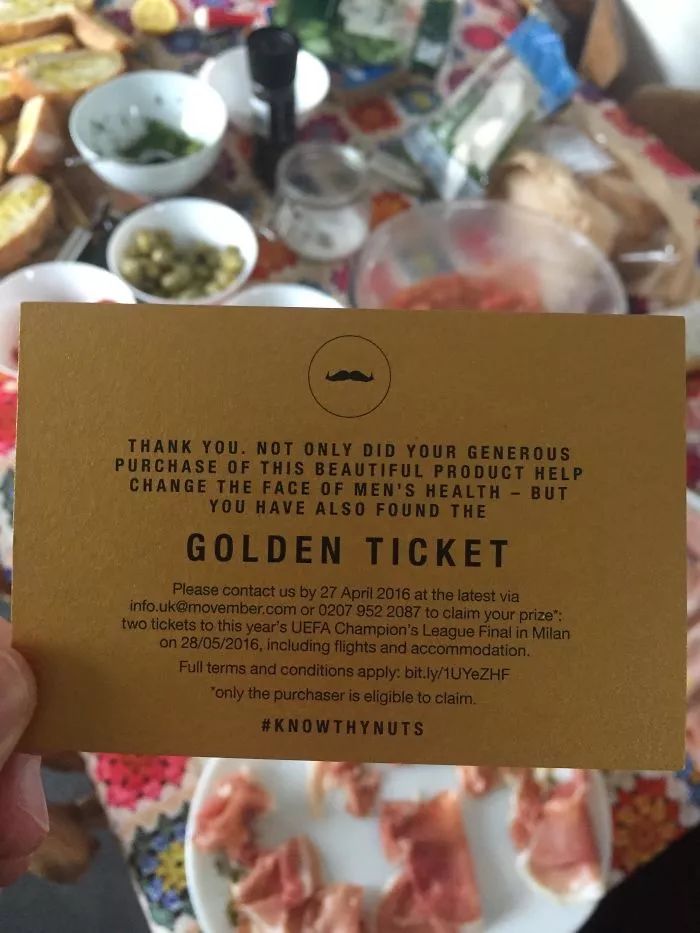 THANK YOU. NOT ONLY DID YOUR GENEROUS
PURCHASE OF THIS BEAUTIFUL PRODUCT HELP
CHANGE THE FACE OF MEN'S HEALTH – BUT
YOU HAVE ALSO FOUND THE
GOLDEN TICKET
Please contact us by 27 April 2016 at the latest via
info.uk@movember.com or 0207 952 2087 to claim your prize*:
two tickets to this year's UEFA Champion's League Final in Milan
on 28/05/2016, including flights and accommodation.
Full terms and conditions apply: bit.ly/1UYeZHF
*only the purchaser is eligible to claim.
#KNOWTHYNUTS